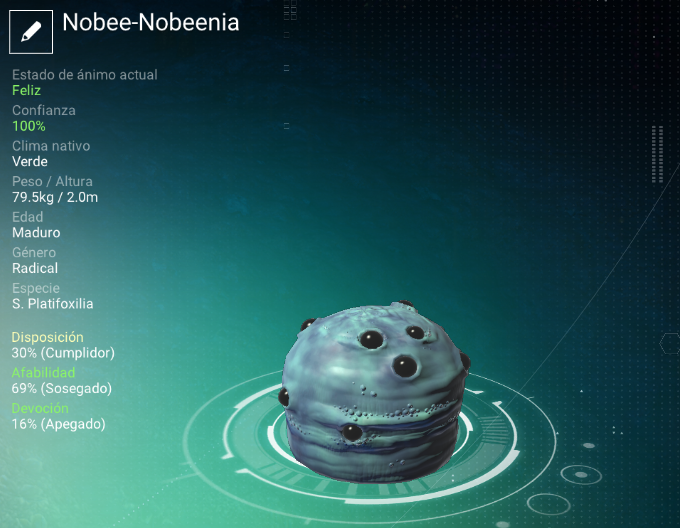 Nobee-Nobeenia
Estado de ánimo actual
Feliz
Confianza
100%
Clima nativo
Verde
Peso / Altura
79.5kg / 2.0m
Edad
Maduro
Género
Radical
Especie
S. Platifoxilia
Disposición
30% (Cumplidor)
Afabilidad
69% (Sosegado)
Devoción
16% (Apegado)